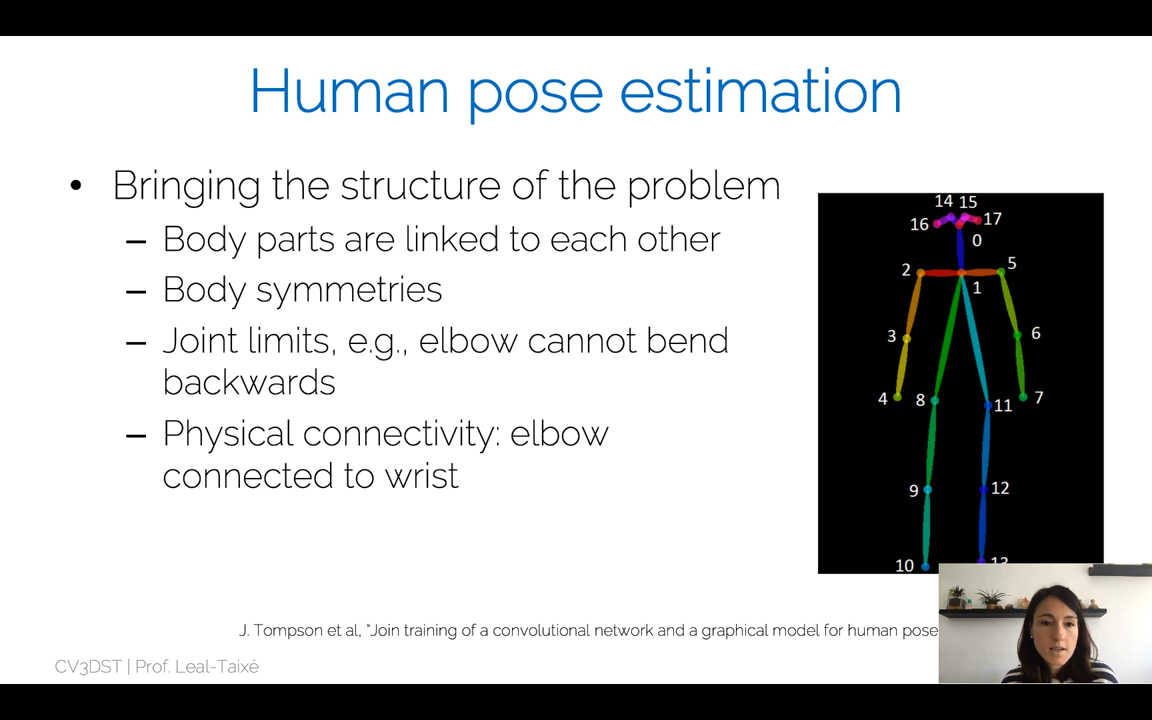 Human pose estimation
• Bringing the structure of the problem
– Body parts are linked to each other
– Body symmetries
– Joint limits, e.g., elbow cannot bend
backwards
– Physical connectivity: elbow
connected to wrist
14 15
16 17
0
2 5
1
3 6
4 8 11 7
9 12
10 13
J. Tompson et al, “Join training of a convolutional network and a graphical model for human pose
CV3DST | Prof. Leal-Taixé